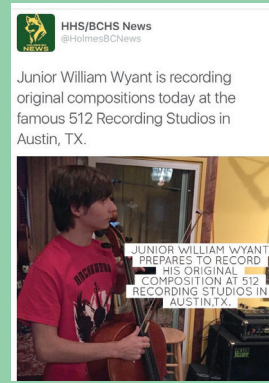 HHS/BCHS News
@HolmesBCNews
NEWS
Junior William Wyant is recording
original compositions today at the
famous 512 Recording Studios in
Austin, TX.
JUNIOR WILLIAM WYANT
PREPARES TO RECORD
HIS ORIGINAL
COMPOSITION AT 512
RECORDING STUDIOS IN
AUSTIN,TX.